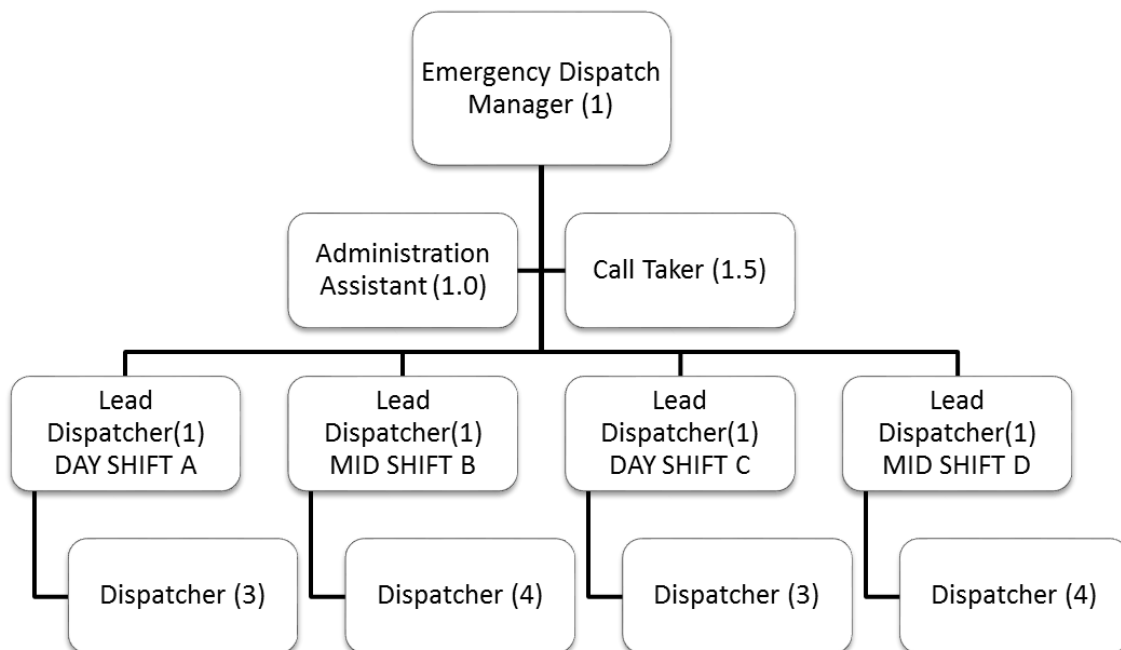 Emergency Dispatch
Manager (1)
Administration
Assistant (1.0)
Call Taker (1.5)
Lead
Dispatcher(1)
DAY SHIFT A
Lead
Dispatcher(1)
MID SHIFT B
Lead
Dispatcher(1)
DAY SHIFT C
Lead
Dispatcher(1)
MID SHIFT D
Dispatcher (3)
Dispatcher (4)
Dispatcher (3)
Dispatcher (4)